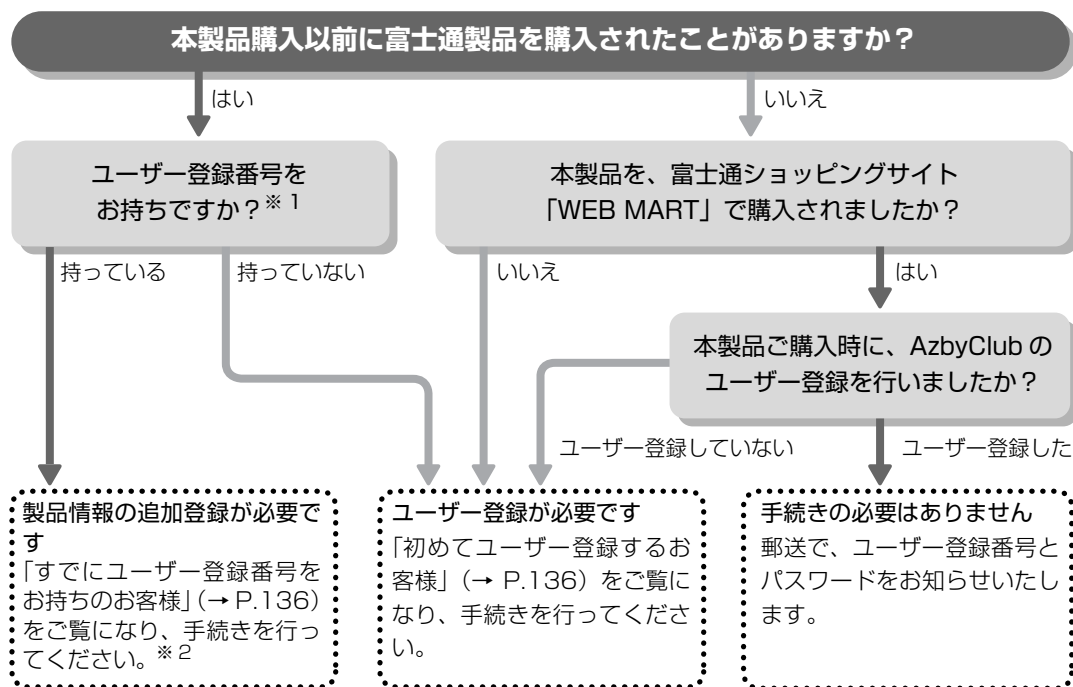 本製品購入以前に富士通製品を購入されたことがありますか？
はい
いいえ
ユーザー登録番号を
お持ちですか？※1
本製品を、富士通ショッピングサイト
「WEB MART」で購入されましたか？
持っている
持っていない
いいえ
はい
本製品ご購入時に、AzbyClub の
ユーザー登録を行いましたか？
ユーザー登録していない
ユーザー登録した
製品情報の追加登録が必要で
す
「すでにユーザー登録番号を
お持ちのお客様」（→ P.136）
をご覧になり、手続きを行っ
てください。※2
ユーザー登録が必要です
「初めてユーザー登録するお
客様」（→ P.136）をご覧に
なり、手続きを行ってくださ
い。
手続きの必要はありません
郵送で、ユーザー登録番号と
パスワードをお知らせいたし
ます。